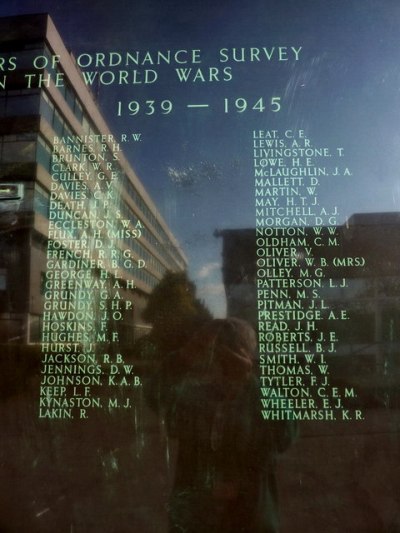 RS OF ORDNANCE SURVEY
N THE WORLD WARS
1939 — 1945
BANNISTER, R. W.
BARNES, R. H.
BRUNTON, S.
CLARK, W. R.
CULLEY, G. E.
DAVIES, A. V.
DAVIES, C. K.
DEATH, J. P.
DUNCAN, J. S.
ECCLESTON, W. A.
FLUX, A. H. (MISS)
FOSTER, D. J.
FRENCH, R. R. G.
GARDINER, B. G. D.
GEORGE, H. L.
GREENWAY, A. H.
GRUNDY, G. A.
GRUNDY, S. H. P.
HAWDON, J. O.
HOSKINS, F.
HUGHES, M. F.
HURST, J.
JACKSON, R. B.
JENNINGS, D. W.
JOHNSON, K. A. B.
KEEP, L. F.
KYNASTON, M. J.
LAKIN, R.
LEAT, C. E.
LEWIS, A. R.
LIVINGSTONE, T.
LOWE, H. E.
McLAUGHLIN, J. A.
MALLETT, D.
MARTIN, W.
MAY, H. T. J.
MITCHELL, A. J.
MORGAN, D. G.
NOTTON, W. W.
OLDHAM, C. M.
OLIVER, V.
OLIVER, W. B. (MRS.)
OLLEY, M. G.
PATTERSON, L. J.
PENN, M. S.
PITMAN, J. L.
PRESTIDGE, A. E.
READ, J. H.
ROBERTS, J. E.
RUSSELL, B. J.
SMITH, W. I.
THOMAS, W.
TYTLER, F. J.
WALTON, C. E. M.
WHEELER, E. J.
WHITMARSH, K. R.